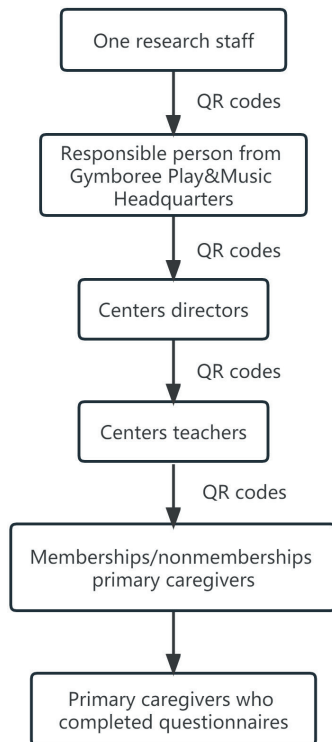 One research staff
QR codes
Responsible person from
Gymboree Play&Music
Headquarters
QR codes
Centers directors
QR codes
Centers teachers
QR codes
Memberships/nonmemberships
primary caregivers
Primary caregivers who
completed questionnaires